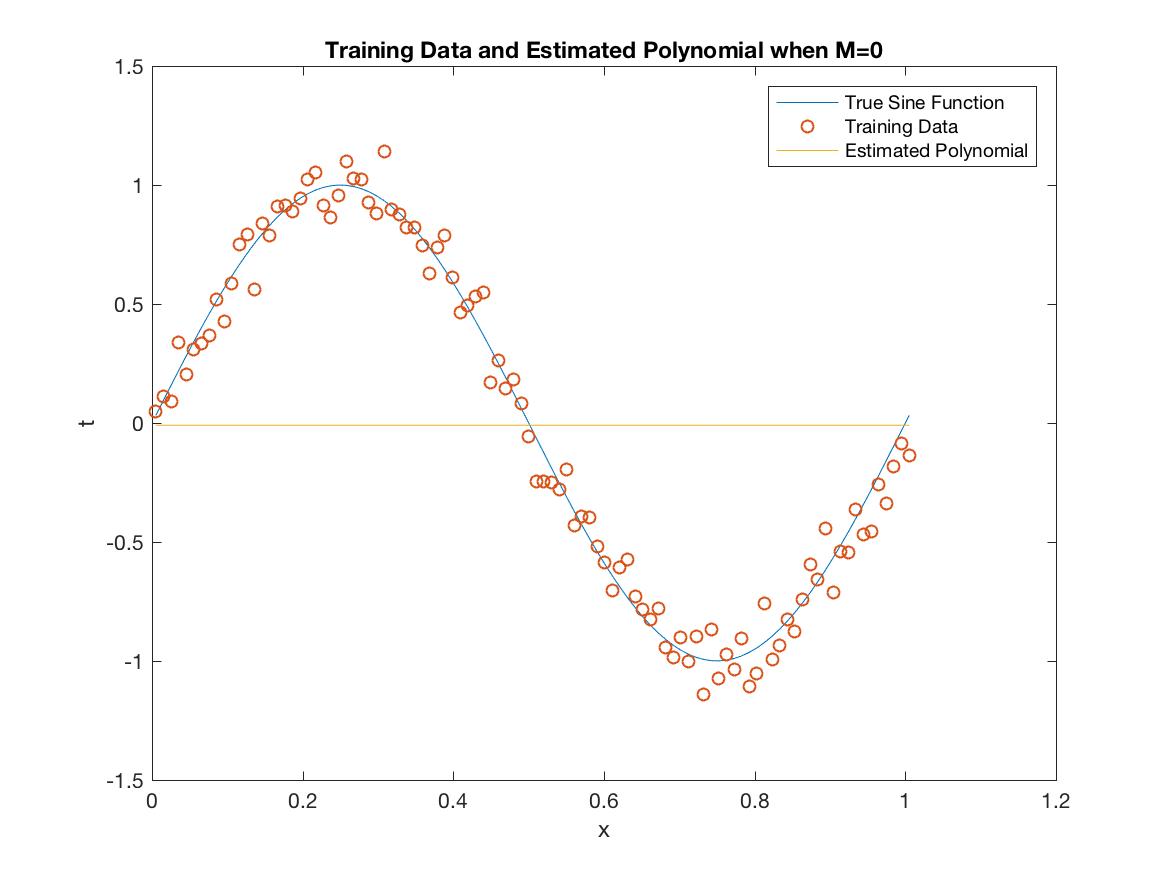 Training Data and Estimated Polynomial when M=0
1.5
True Sine Function
Training Data
Estimated Polynomial
1
0.5
0
t
-0.5
-1
-1.5
0 0.2 0.4 0.6 0.8 1 1.2
x